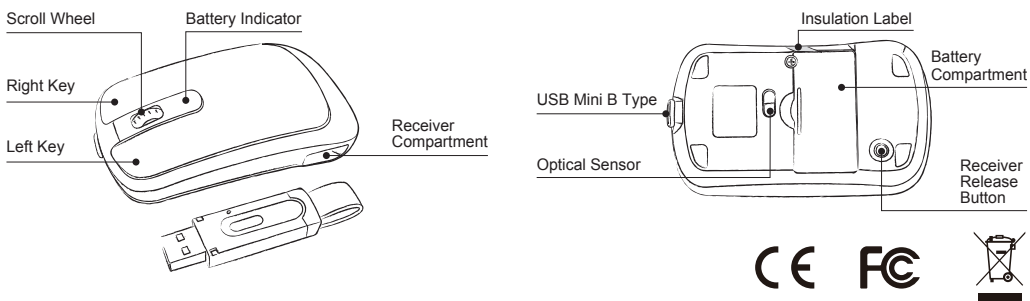 Scroll Wheel
Battery Indicator
Right Key
Left Key
Receiver
Compartment
Insulation Label
Battery
Compartment
USB Mini B Type
Optical Sensor
Receiver
Release
Button
CE FC